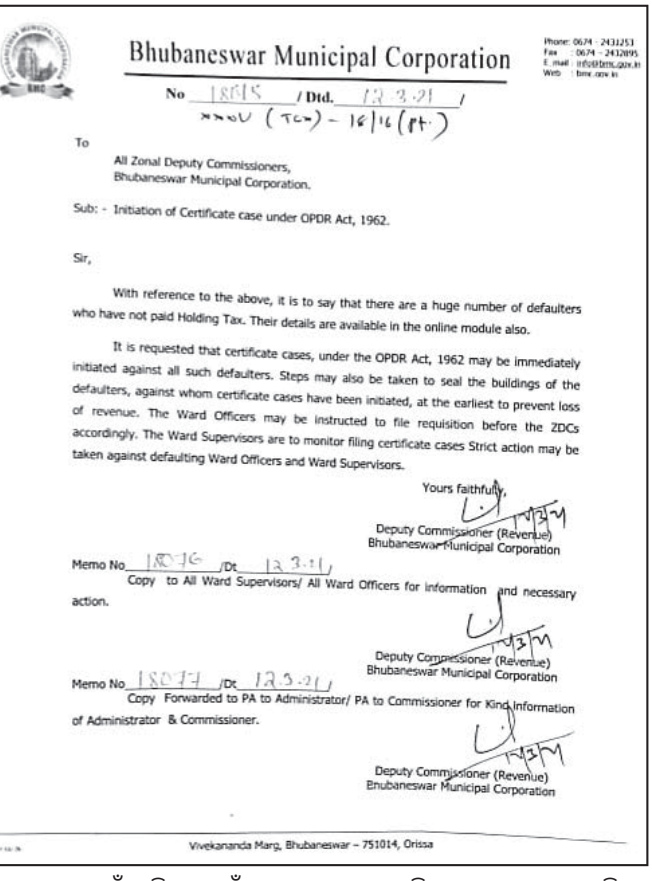 Bhubaneswar Municipal Corporation
Phone: 0674 - 2431253
Fax : 0674 - 2432895
E_mail : info@bmc.gov.in
Web : bmc.gov.in
BMC
No / Dtd. 12.3.21 /
To
All Zonal Deputy Commissioners,
Bhubaneswar Municipal Corporation.
Sub: - Initiation of Certificate case under OPDR Act, 1962.
Sir,
With reference to the above, it is to say that there are a huge number of defaulters
who have not paid Holding Tax. Their details are available in the online module also.
It is requested that certificate cases, under the OPDR Act, 1962 may be immediately
initiated against all such defaulters. Steps may also be taken to seal the buildings of the
defaulters, against whom certificate cases have been initiated, at the earliest to prevent loss
of revenue. The Ward Officers may be instructed to file requisition before the ZDCs
accordingly. The Ward Supervisors are to monitor filing certificate cases Strict action may be
taken against defaulting Ward Officers and Ward Supervisors.
Yours faithfully,
Deputy Commissioner (Revenue)
Bhubaneswar Municipal Corporation
Memo No 18076 /Dt 12.3.21/
Copy to All Ward Supervisors/ All Ward Officers for information and necessary
action.
Deputy Commissioner (Revenue)
Bhubaneswar Municipal Corporation
Memo No 18077 /Dt 12.3.21/
Copy Forwarded to PA to Administrator/ PA to Commissioner for Kind Information
of Administrator & Commissioner.
Deputy Commissioner (Revenue)
Bhubaneswar Municipal Corporation
Vivekananda Marg, Bhubaneswar – 751014, Orissa